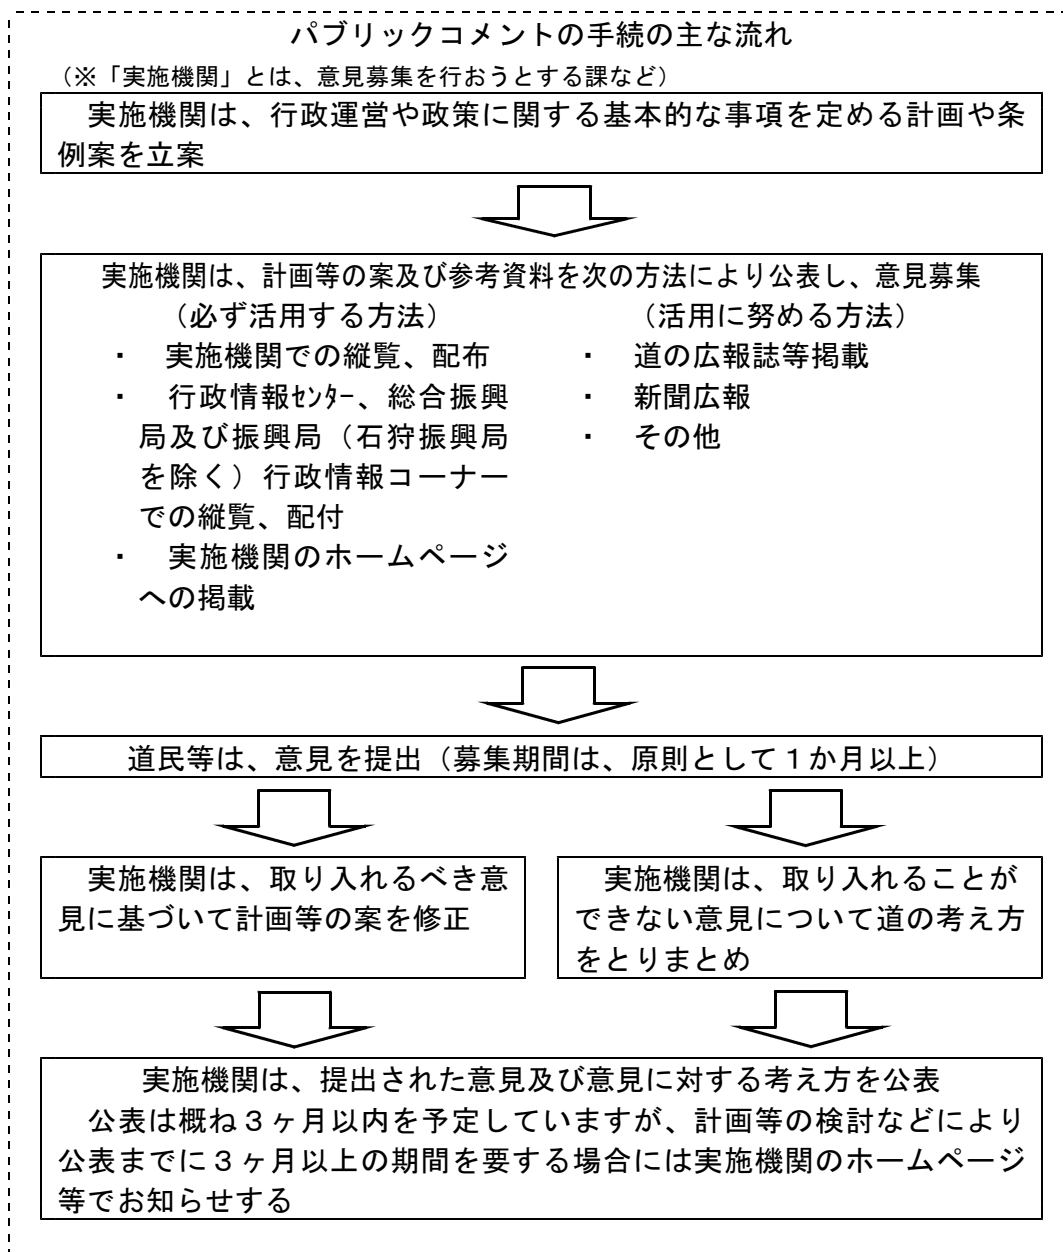 パブリックコメントの手続の主な流れ
（※「実施機関」とは、意見募集を行おうとする課など）
実施機関は、行政運営や政策に関する基本的な事項を定める計画や条
例案を立案
実施機関は、計画等の案及び参考資料を次の方法により公表し、意見募集
（必ず活用する方法）
・　実施機関での縦覧、配布
・　行政情報ｾﾝﾀｰ、総合振興
局及び振興局（石狩振興局
を除く）行政情報コーナー
での縦覧、配付
・　実施機関のホームページ
への掲載
（活用に努める方法）
・　道の広報誌等掲載
・　新聞広報
・　その他
道民等は、意見を提出（募集期間は、原則として１か月以上）
実施機関は、取り入れるべき意
見に基づいて計画等の案を修正
実施機関は、取り入れることが
できない意見について道の考え方
をとりまとめ
実施機関は、提出された意見及び意見に対する考え方を公表
公表は概ね３ヶ月以内を予定していますが、計画等の検討などにより
公表までに３ヶ月以上の期間を要する場合には実施機関のホームページ
等でお知らせする